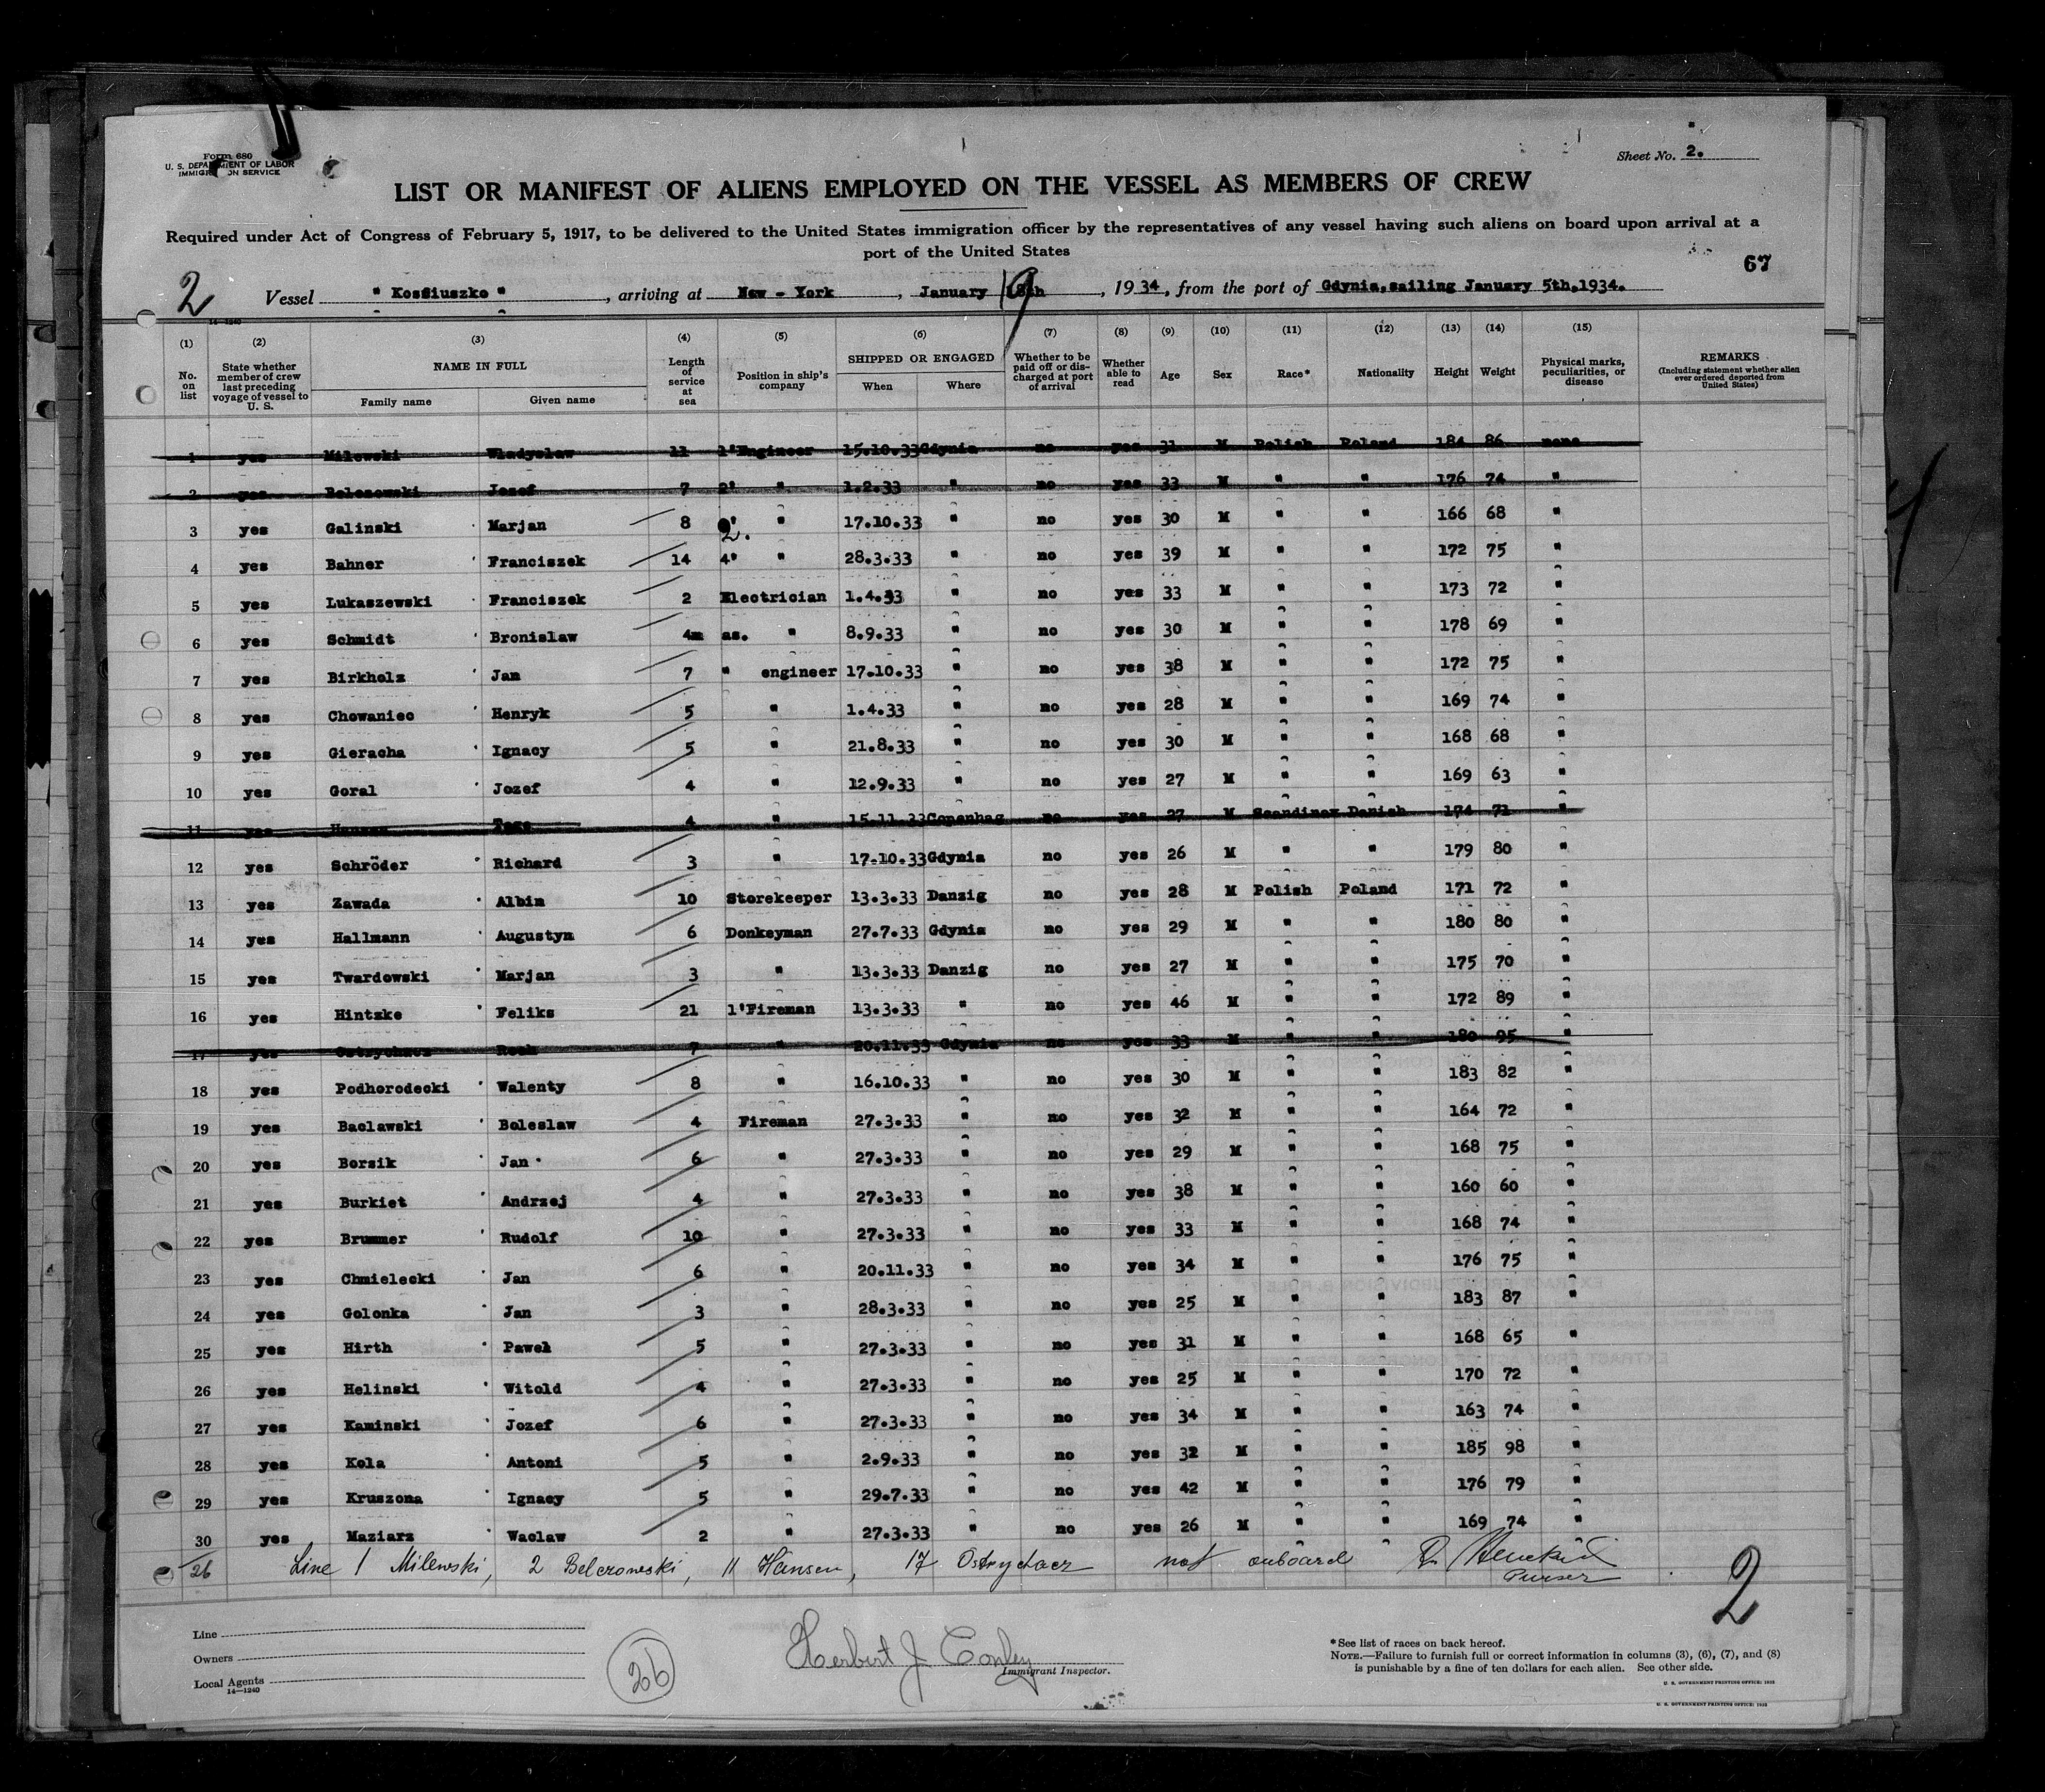 Form 680
U. S. DEPARTMENT OF LABOR
IMMIGRATION SERVICE
Sheet No. 2.
LIST OR MANIFEST OF ALIENS EMPLOYED ON THE VESSEL AS MEMBERS OF CREW
Required under Act of Congress of February 5, 1917, to be delivered to the United States immigration officer by the representatives of any vessel having such aliens on board upon arrival at a
port of the United States
67
2 Vessel " Kosciuszko " , arriving at New - York , January 19 , 1934, from the port of Gdynia,sailing January 5th,1934.
14—1240
(1) (2) (3) (4) (5) (6) (7) (8) (9) (10) (11) (12) (13) (14) (15)
No. on list State whether member of crew last preceding voyage of vessel to U. S. NAME IN FULL Family name Given name Length of service at sea Position in ship's company SHIPPED OR ENGAGED When Where Whether to be paid off or discharged at port of arrival Whether able to read Age Sex Race* Nationality Height Weight Physical marks, peculiarities, or disease REMARKS (Including statement whether alien ever ordered deported from United States)
1 yes Milewski Wladyslaw 11 1'Engineer 15.10.33 Gdynia no yes 31 M Polish Poland 184 86 none
2 yes Belczowski Jozef 7 2' " 1.2.33 " no yes 33 M " " 176 74 "
3 yes Galinski Marjan 8 2. " 17.10.33 " no yes 30 M " " 166 68 "
4 yes Bahner Franciszek 14 4' " 28.3.33 " no yes 39 M " " 172 75 "
5 yes Lukaszewski Franciszek 2 Electrician 1.4.33 " no yes 33 M " " 173 72 "
6 yes Schmidt Bronislaw 4m as. " 8.9.33 " no yes 30 M " " 178 69 "
7 yes Birkholz Jan 7 " engineer 17.10.33 " no yes 38 M " " 172 75 "
8 yes Chowaniec Henryk 5 " 1.4.33 " no yes 28 M " " 169 74 "
9 yes Gieracha Ignacy 5 " 21.8.33 " no yes 30 M " " 168 68 "
10 yes Goral Jozef 4 " 12.9.33 " no yes 27 M " " 169 63 "
11 yes Hansen Tage 4 " 15.11.33 Copenhag no yes 27 M Scandinav Danish 174 71 "
12 yes Schröder Richard 3 " 17-10.33 Gdynia no yes 26 M " " 179 80 "
13 yes Zawada Albin 10 Storekeeper 13.3.33 Danzig no yes 28 M Polish Poland 171 72 "
14 yes Hallmann Augustyn 6 Donkeyman 27.7.33 Gdynia no yes 29 M " " 180 80 "
15 yes Twardowski Marjan 3 " 13.3.33 Danzig no yes 27 M " " 175 70 "
16 yes Hintzke Feliks 21 1'Fireman 13.3.33 " no yes 46 M " " 172 89 "
17 yes Ostrychacz Roch 7 " 20.11.33 Gdynia no yes 33 M " " 180 95 "
18 yes Podhorodecki Walenty 8 " 16.10.33 " no yes 30 M " " 183 82 "
19 yes Baclawski Boleslaw 4 Fireman 27.3.33 " no yes 32 M " " 164 72 "
20 yes Borsik Jan 6 " 27.3.33 " no yes 29 M " " 168 75 "
21 yes Burkiet Andrzej 4 " 27.3.33 " no yes 38 M " " 160 60 "
22 yes Brummer Rudolf 10 " 27.3.33 " no yes 33 M " " 168 74 "
23 yes Chmielecki Jan 6 " 20.11.33 " no yes 34 M " " 176 75 "
24 yes Golonka Jan 3 " 28.3.33 " no yes 25 M " " 183 87 "
25 yes Hirth Paweł 5 " 27.3.33 " no yes 31 M " " 168 65 "
26 yes Helinski Witold 4 " 27.3.33 " no yes 25 M " " 170 72 "
27 yes Kaminski Jozef 6 " 27.3.33 " no yes 34 M " " 163 74 "
28 yes Kola Antoni 5 " 2.9.33 " no yes 32 M " " 185 98 "
29 yes Kruszona Ignacy 5 " 29.7.33 " no yes 42 M " " 176 79 "
30 yes Maziarz Waclaw 2 " 27.3.33 " no yes 26 M " " 169 74 "
26 Line 1 Milewski, 2 Belczowski, 11 Hansen, 17 Ostrychacz not onboard
Purser
2
Line
Owners
Local Agents
14—1240
26
Herbert J. Conley
Immigrant Inspector.
*See list of races on back hereof.
NOTE.—Failure to furnish full or correct information in columns (3), (6), (7), and (8)
is punishable by a fine of ten dollars for each alien. See other side.
U. S. GOVERNMENT PRINTING OFFICE: 1933
U. S. GOVERNMENT PRINTING OFFICE: 1933